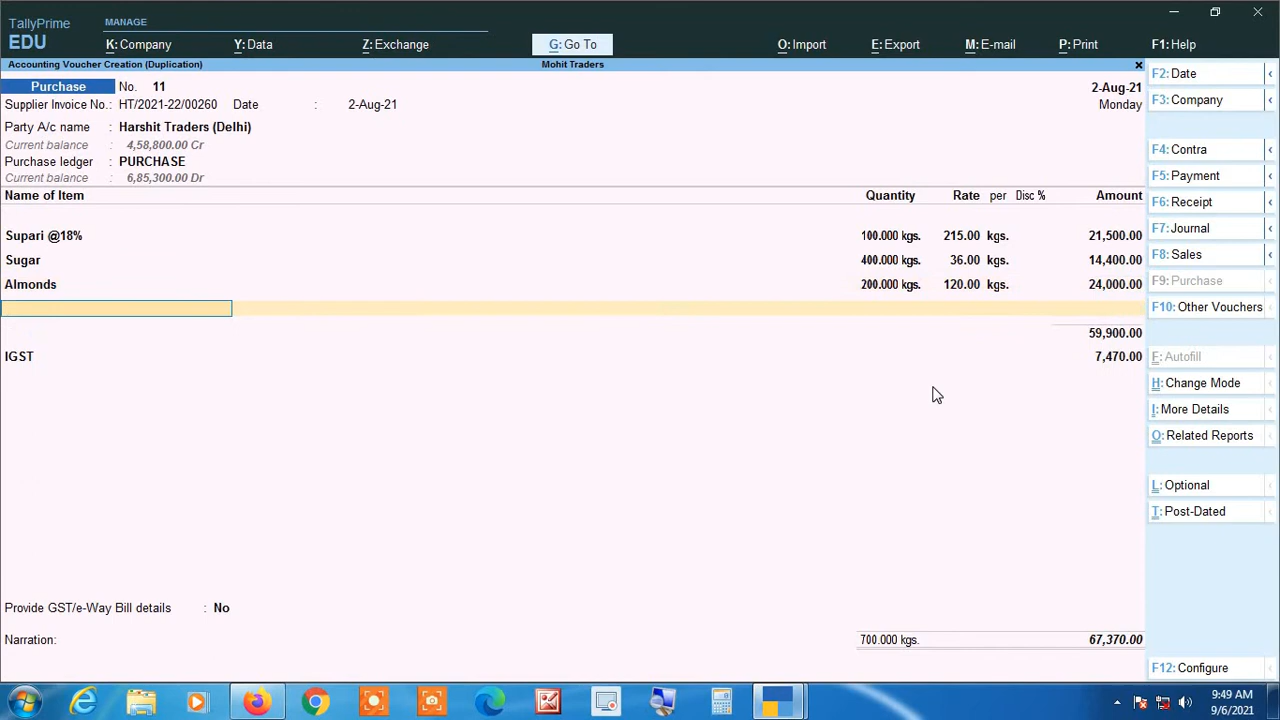 TallyPrime
EDU
MANAGE
K: Company
Y: Data
Z: Exchange
G: Go To
O: Import
E: Export
M: E-mail
P: Print
F1: Help
Accounting Voucher Creation (Duplication)
Mohit Traders
Purchase No. 11
2-Aug-21
Supplier Invoice No.: HT/2021-22/00260 Date : 2-Aug-21
Monday
Party A/c name : Harshit Traders (Delhi)
Current balance : 4,58,800.00 Cr
Purchase ledger : PURCHASE
Current balance : 6,85,300.00 Dr
Name of Item Quantity Rate per Disc % Amount
Supari @18% 100.000 kgs. 215.00 kgs. 21,500.00
Sugar 400.000 kgs. 36.00 kgs. 14,400.00
Almonds 200.000 kgs. 120.00 kgs. 24,000.00
59,900.00
IGST 7,470.00
Provide GST/e-Way Bill details : No
Narration: 700.000 kgs. 67,370.00
F2: Date
F3: Company
F4: Contra
F5: Payment
F6: Receipt
F7: Journal
F8: Sales
F9: Purchase
F10: Other Vouchers
F: Autofill
H: Change Mode
I: More Details
O: Related Reports
L: Optional
T: Post-Dated
F12: Configure
9:49 AM
9/6/2021